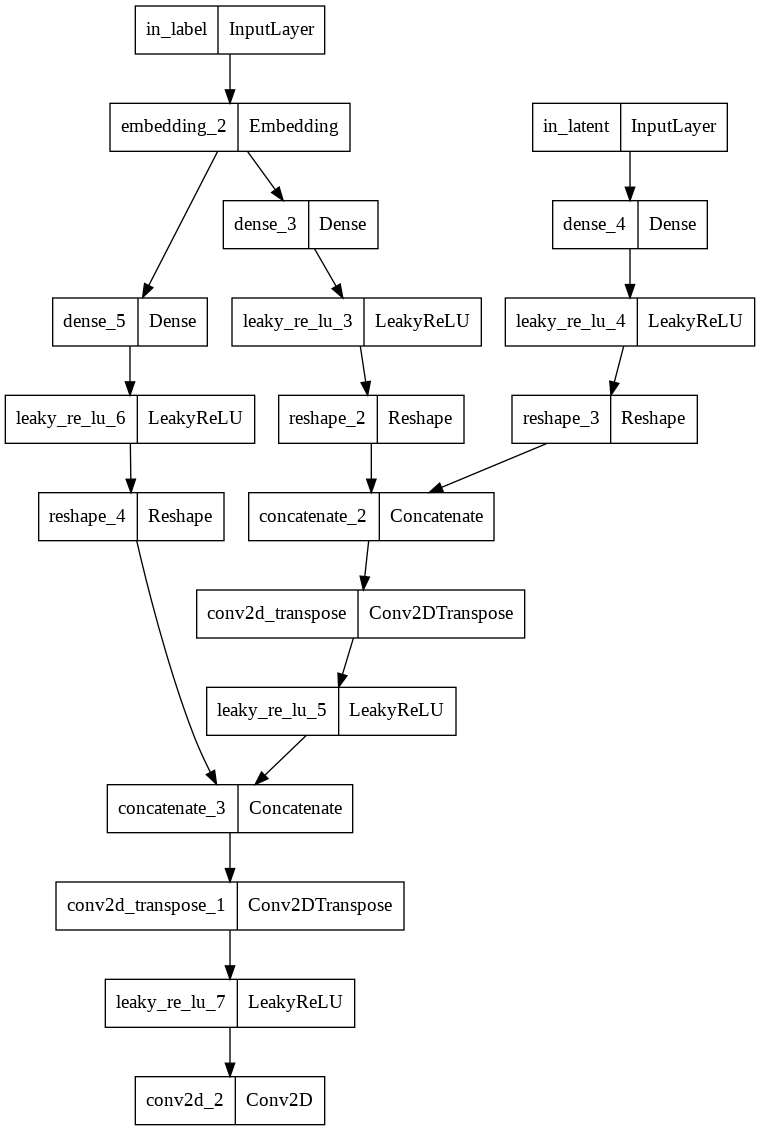 in_label InputLayer
embedding_2 Embedding
in_latent InputLayer
dense_3 Dense
dense_4 Dense
dense_5 Dense
leaky_re_lu_3 LeakyReLU
leaky_re_lu_4 LeakyReLU
leaky_re_lu_6 LeakyReLU
reshape_2 Reshape
reshape_3 Reshape
reshape_4 Reshape
concatenate_2 Concatenate
conv2d_transpose Conv2DTranspose
leaky_re_lu_5 LeakyReLU
concatenate_3 Concatenate
conv2d_transpose_1 Conv2DTranspose
leaky_re_lu_7 LeakyReLU
conv2d_2 Conv2D